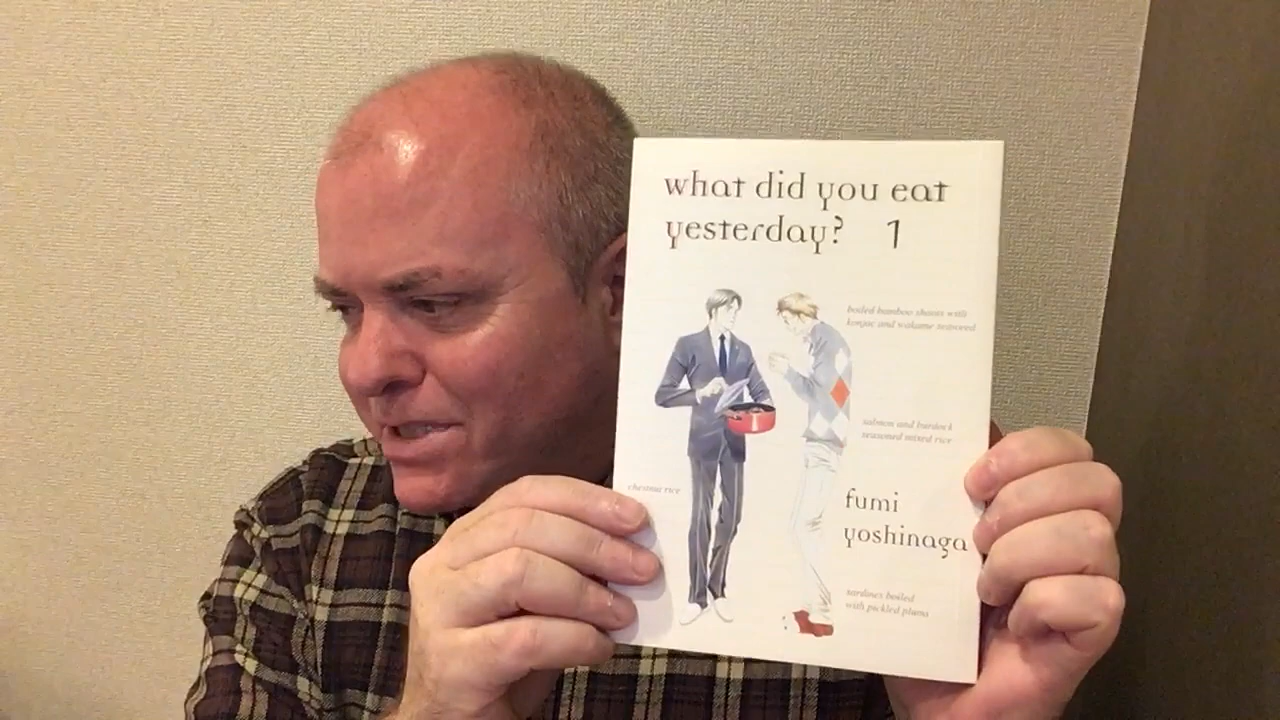 what did you eat
yesterday? 1
boiled bamboo shoots with
konjac and wakame seaweed
salmon and burdock
seasoned mixed rice
chestnut rice
fumi
yoshinaga
sardines boiled
with pickled plums